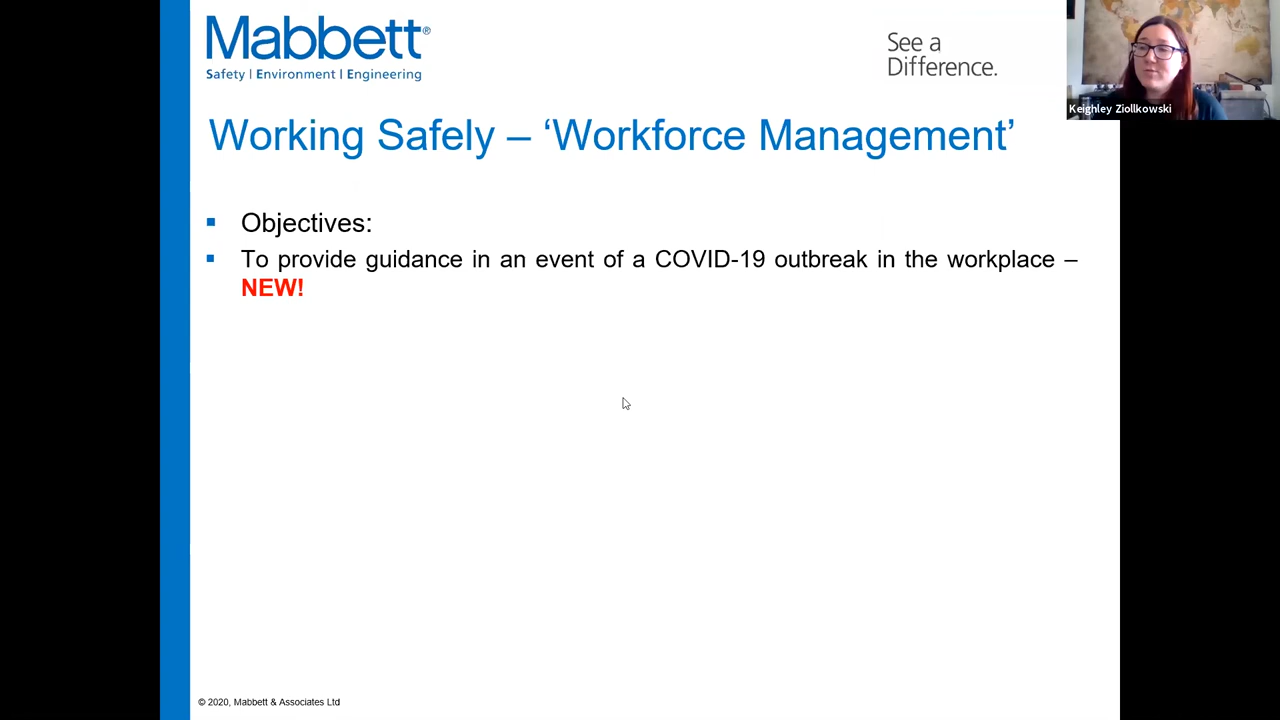 Mabbett®
Safety | Environment | Engineering
See a
Difference.
Keighley Ziollkowski
Working Safely – ‘Workforce Management’
Objectives:
To provide guidance in an event of a COVID-19 outbreak in the workplace –
NEW!
© 2020, Mabbett & Associates Ltd